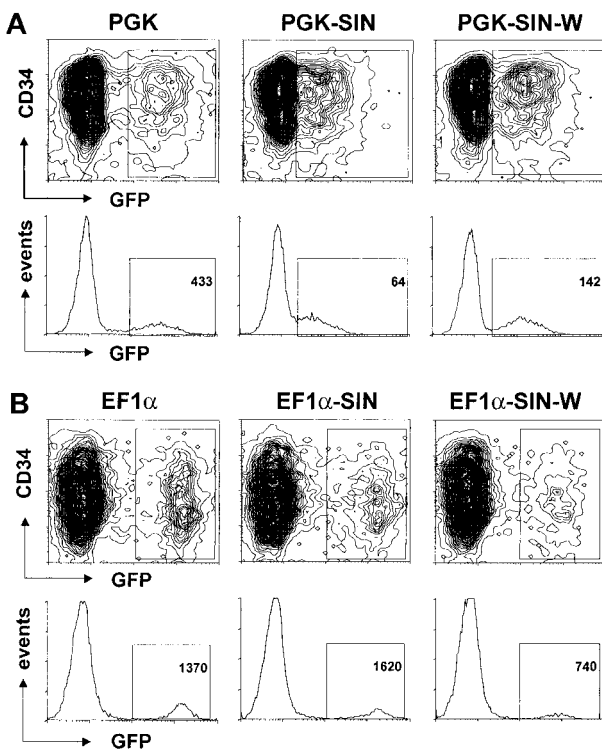 A
PGK PGK-SIN PGK-SIN-W
CD34
GFP
events
433 64 142
GFP
B
EF1α EF1α-SIN EF1α-SIN-W
CD34
GFP
events
1370 1620 740
GFP